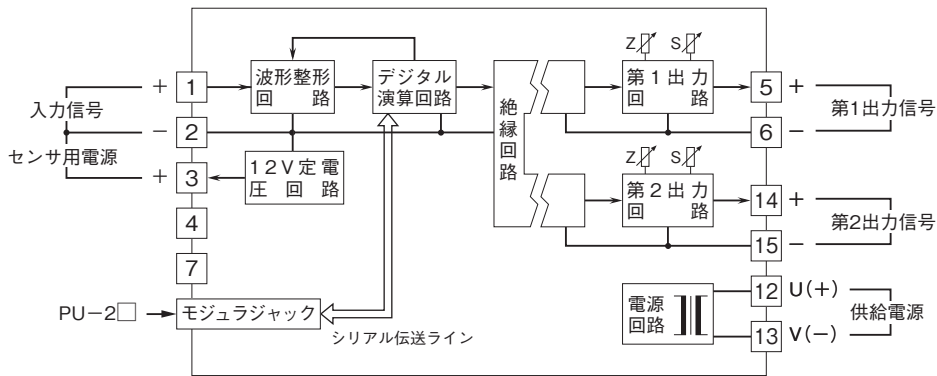 入力信号
センサ用電源
+
−
+
1
2
3
4
7
PU−2□
波形整形
回路
デジタル
演算回路
12V定電
圧回路
モジュラジャック
シリアル伝送ライン
絶縁回路
Z
S
第1出力
回路
Z
S
第2出力
回路
電源
回路
5
+
6
−
第1出力信号
14
+
15
−
第2出力信号
12
U(+)
13
V(−)
供給電源